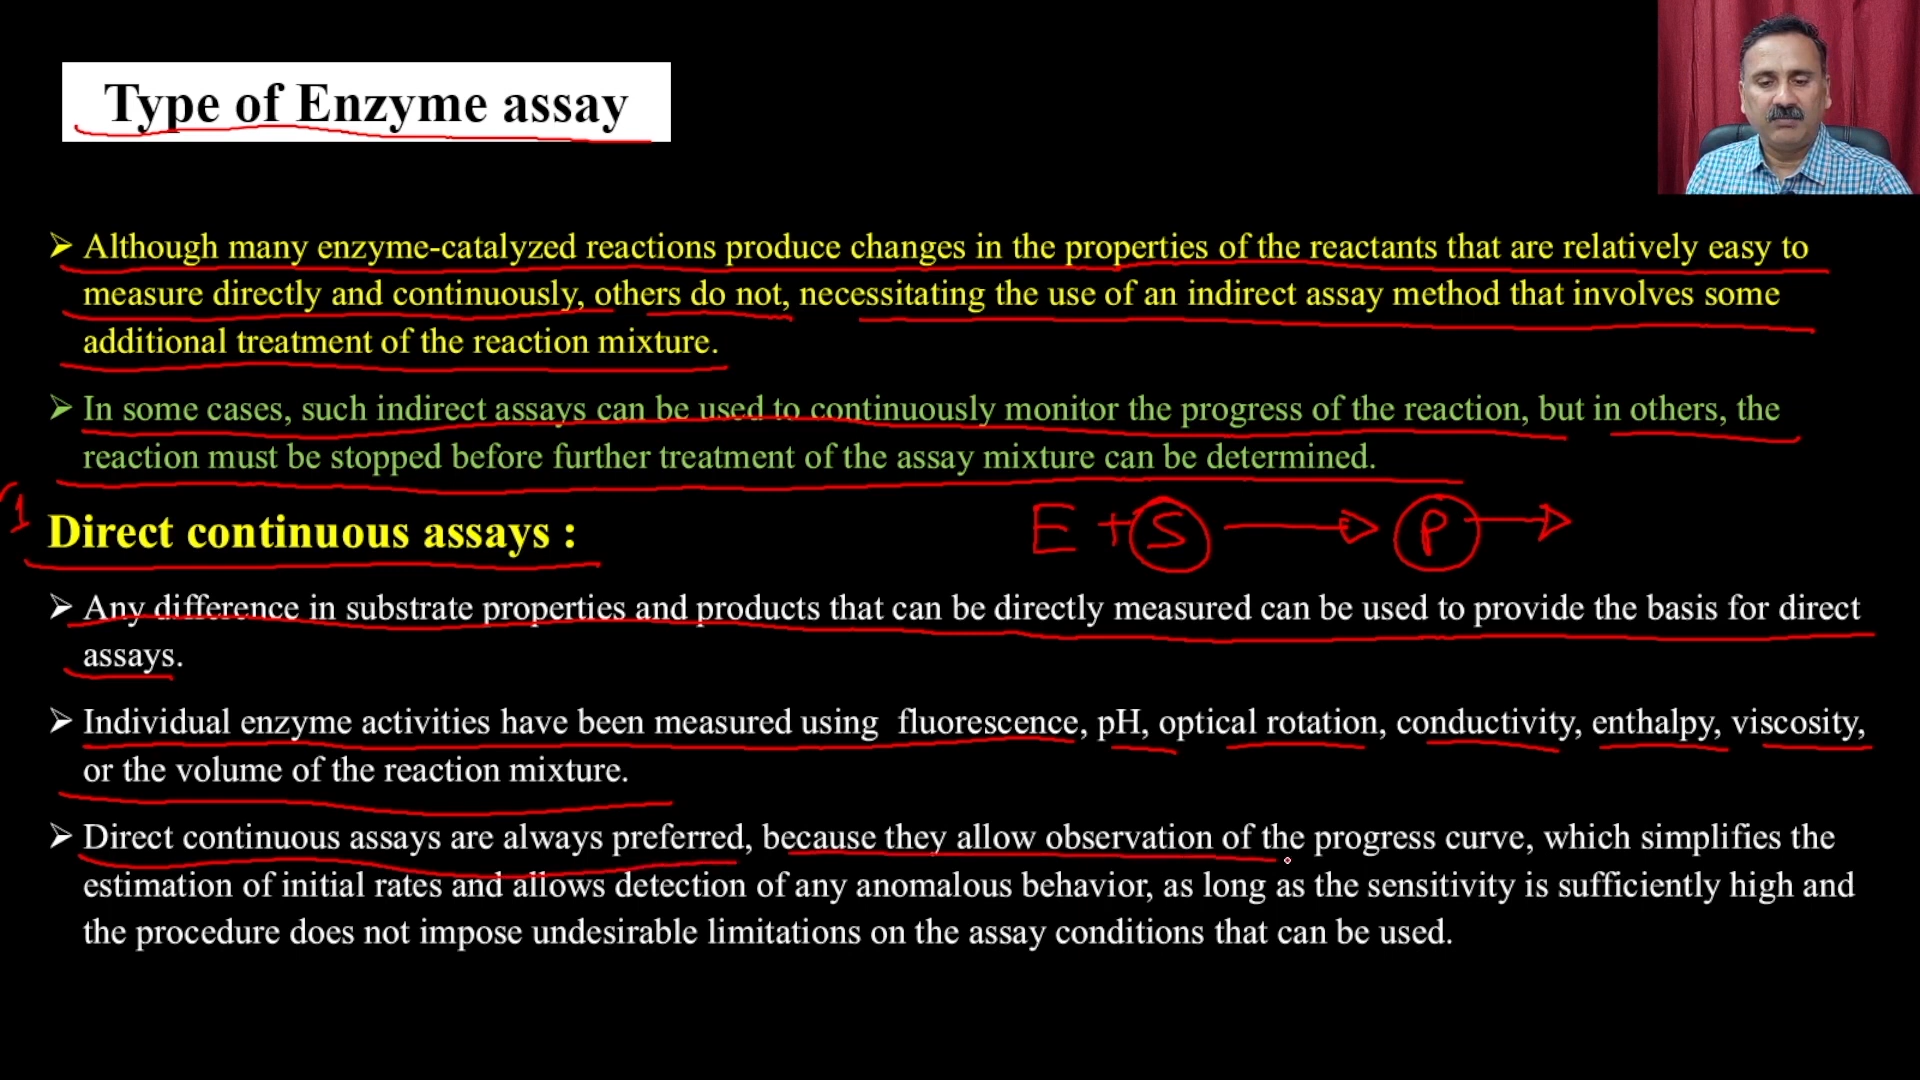 Type of Enzyme assay
➢ Although many enzyme-catalyzed reactions produce changes in the properties of the reactants that are relatively easy to
measure directly and continuously, others do not, necessitating the use of an indirect assay method that involves some
additional treatment of the reaction mixture.
➢ In some cases, such indirect assays can be used to continuously monitor the progress of the reaction, but in others, the
reaction must be stopped before further treatment of the assay mixture can be determined.
1 Direct continuous assays :
E + S → P →
➢ Any difference in substrate properties and products that can be directly measured can be used to provide the basis for direct
assays.
➢ Individual enzyme activities have been measured using fluorescence, pH, optical rotation, conductivity, enthalpy, viscosity,
or the volume of the reaction mixture.
➢ Direct continuous assays are always preferred, because they allow observation of the progress curve, which simplifies the
estimation of initial rates and allows detection of any anomalous behavior, as long as the sensitivity is sufficiently high and
the procedure does not impose undesirable limitations on the assay conditions that can be used.